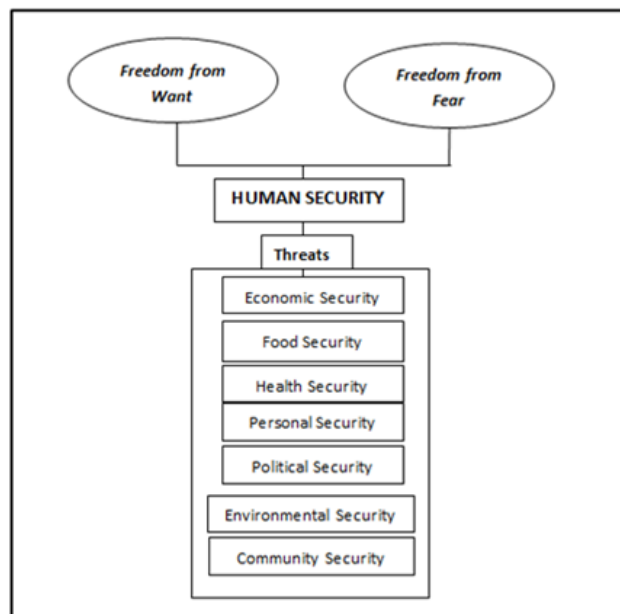 Freedom from
Want
Freedom from
Fear
HUMAN SECURITY
Threats
Economic Security
Food Security
Health Security
Personal Security
Political Security
Environmental Security
Community Security